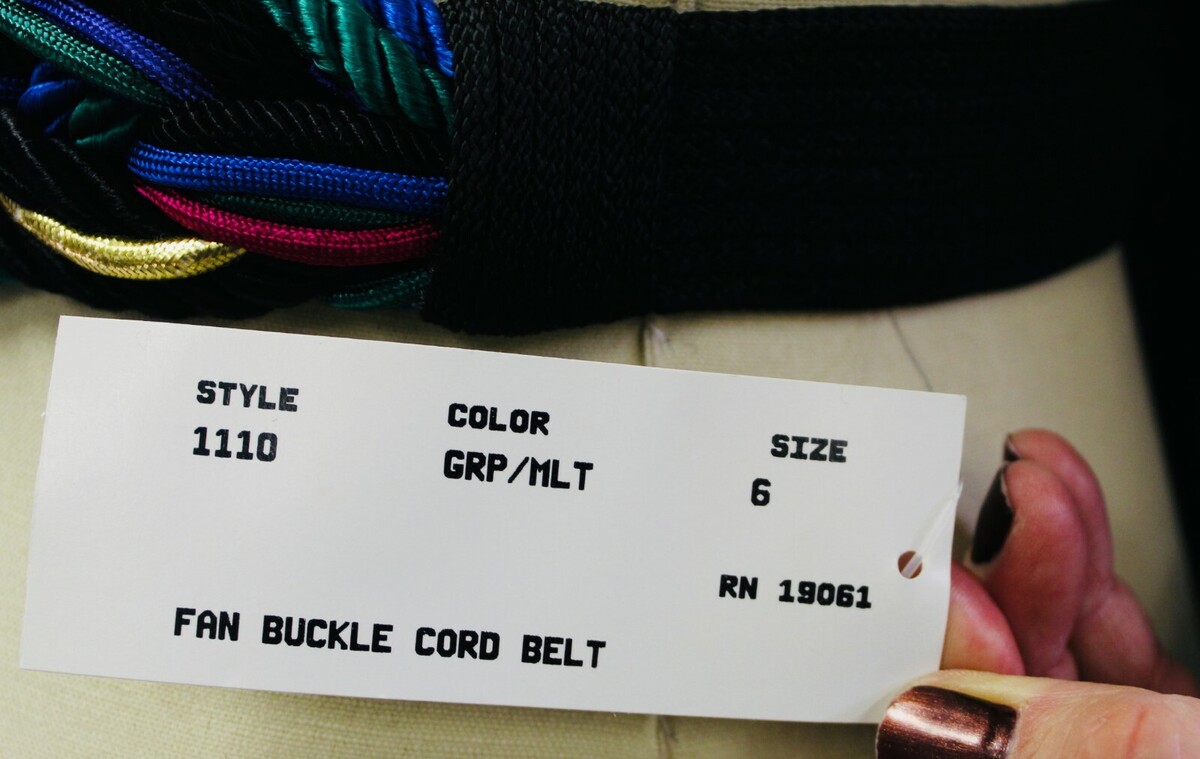 STYLE COLOR SIZE
1110 GRP/MLT 6
RN 19061
FAN BUCKLE CORD BELT